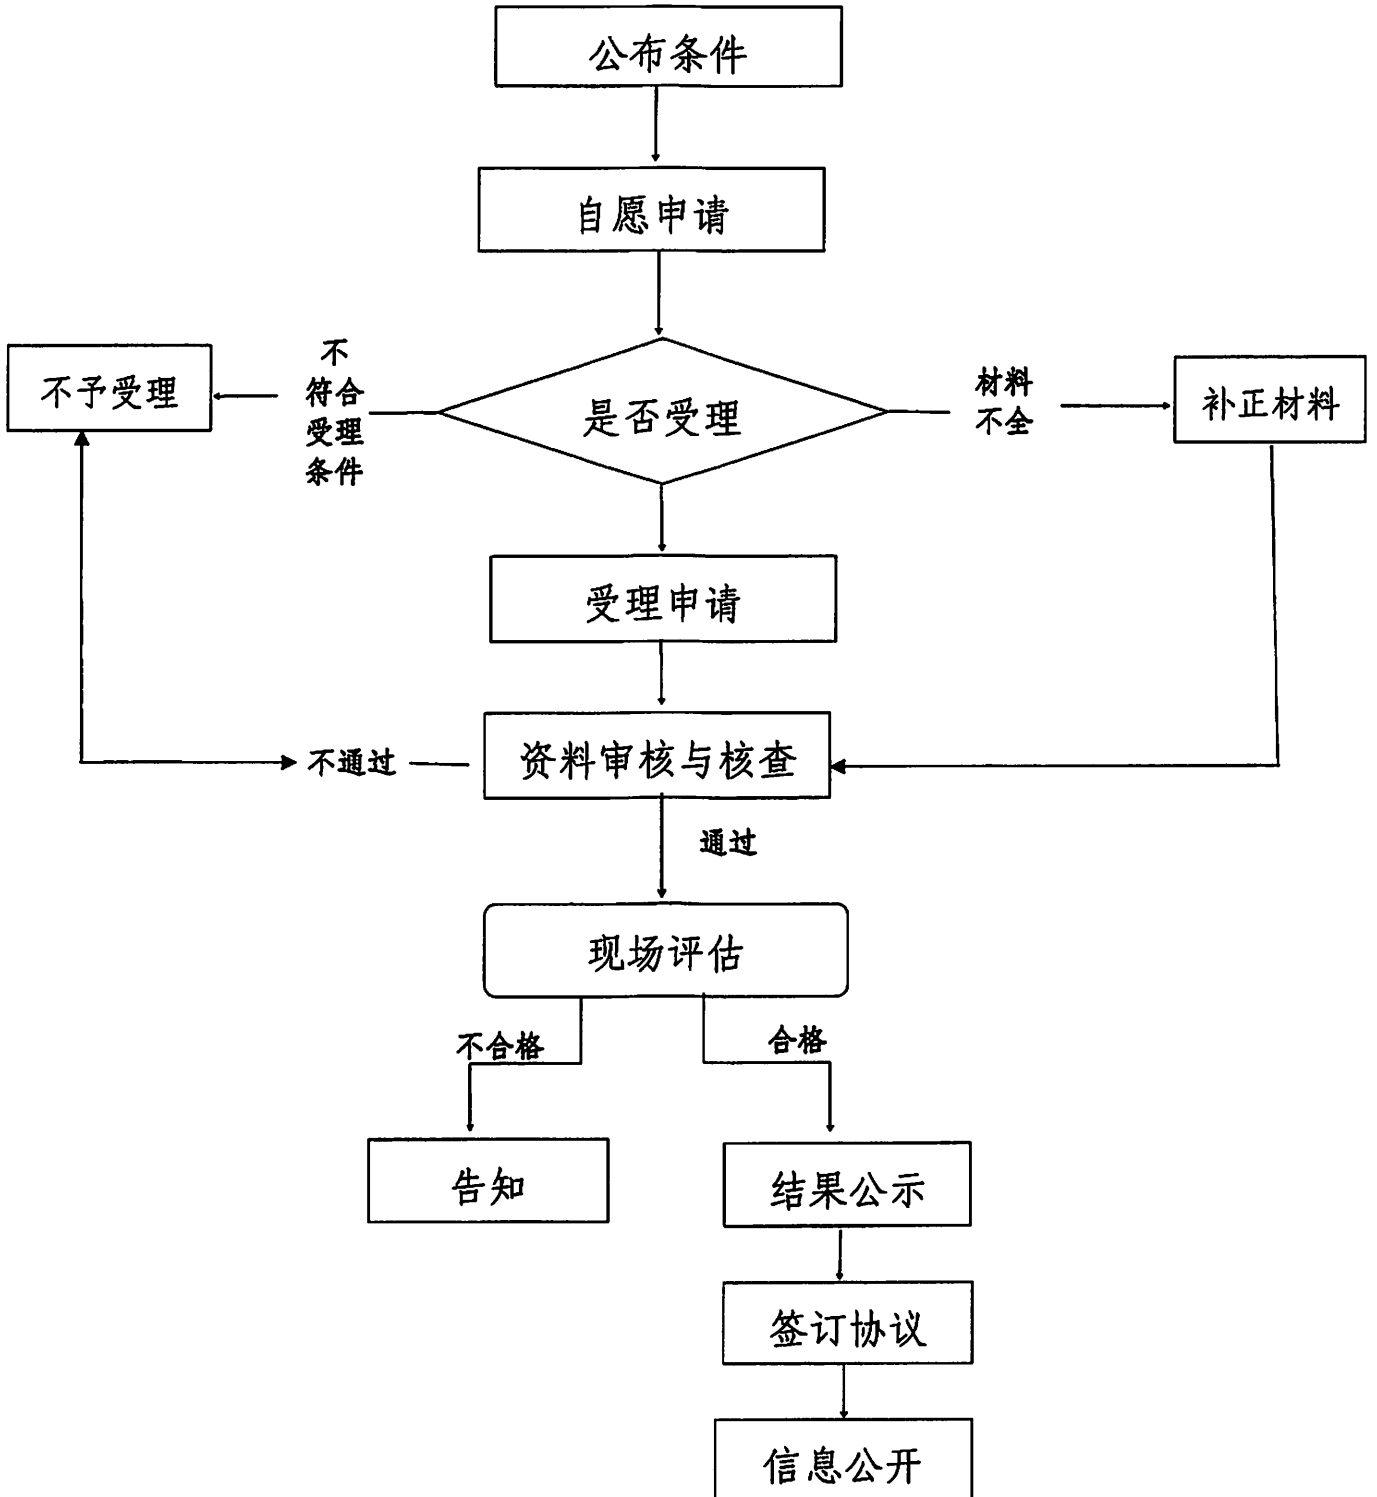 公布条件
自愿申请
不
符合
受理
条件
不予受理
是否受理
材料
不全
补正材料
受理申请
不通过
资料审核与核查
通过
现场评估
不合格
合格
告知
结果公示
签订协议
信息公开